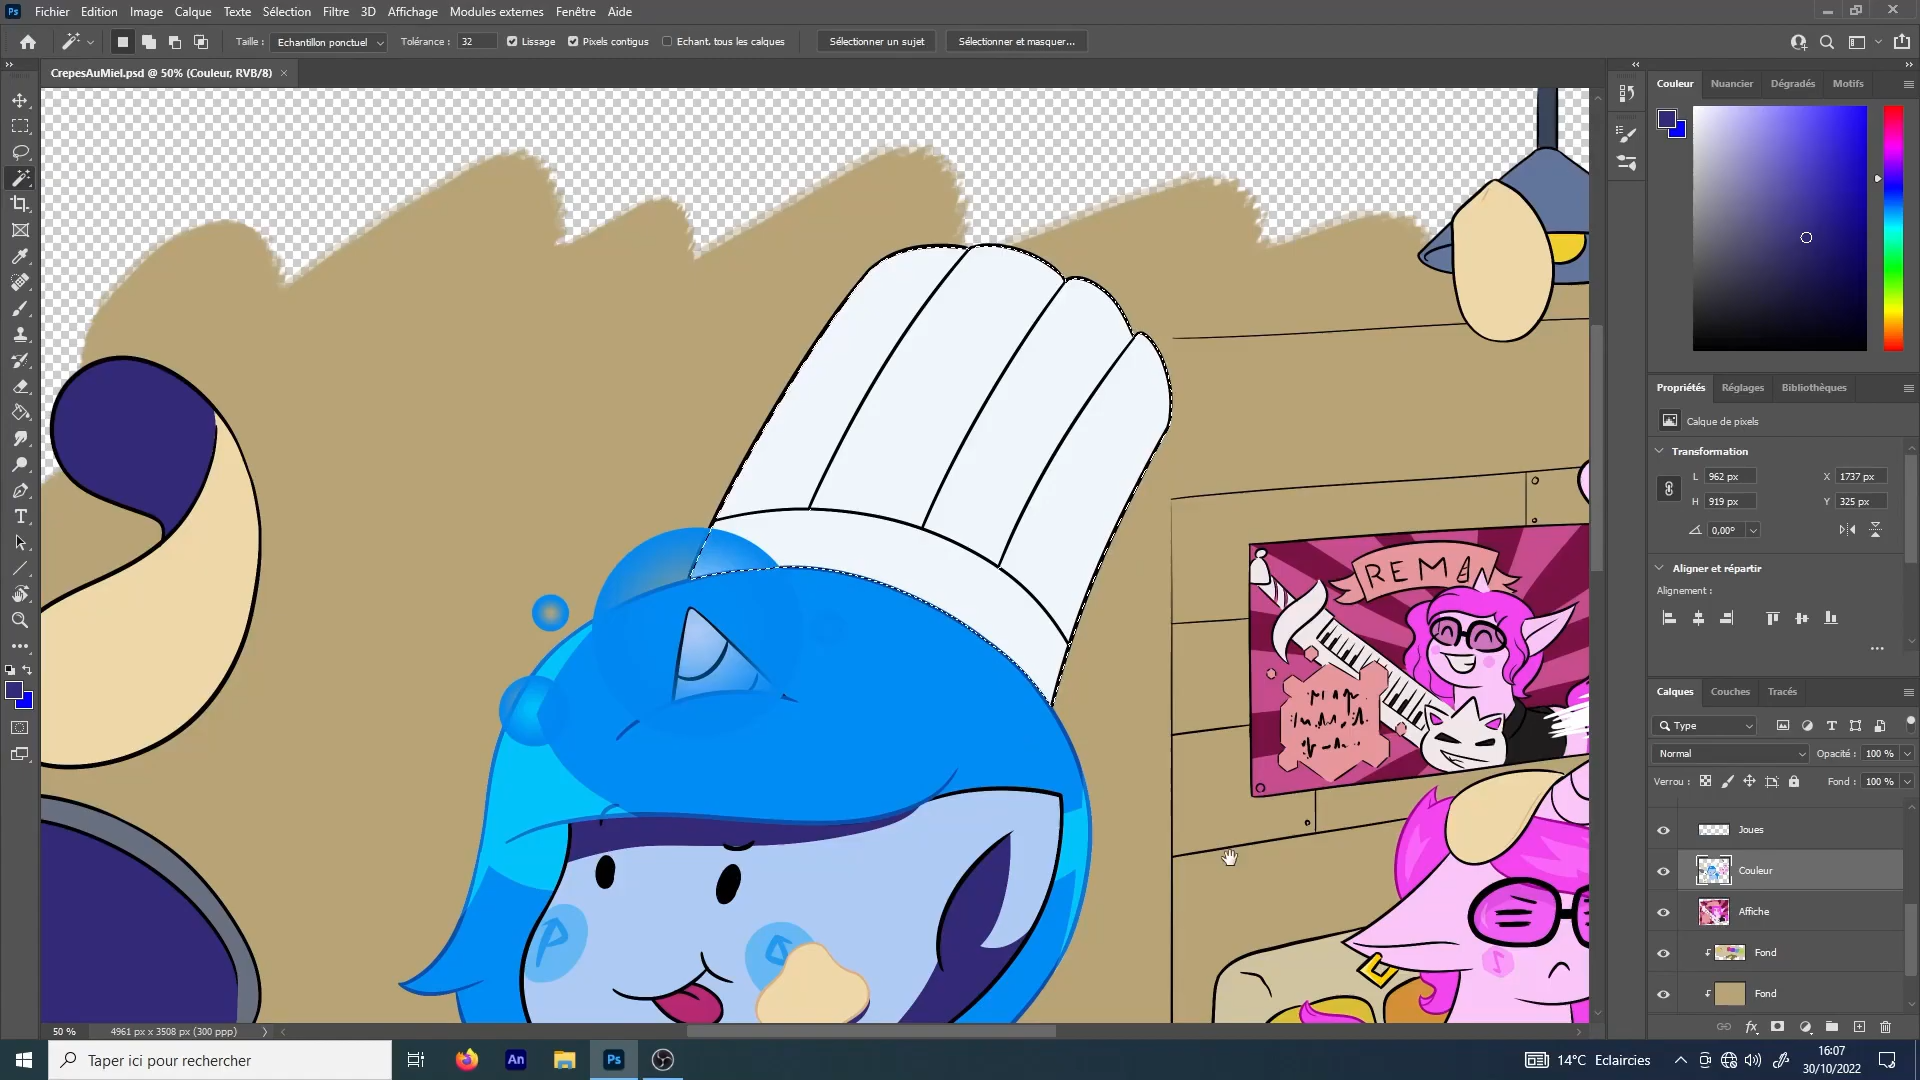 Ps Fichier Edition Image Calque Texte Sélection Filtre 3D Affichage Modules externes Fenêtre Aide
Taille : Echantillon ponctuel Tolérance : 32 Lissage Pixels contigus Echant. tous les calques Sélectionner un sujet Sélectionner et masquer...
CrepesAuMiel.psd @ 50% (Couleur, RVB/8)
Couleur Nuancier Dégradés Motifs
Propriétés Réglages Bibliothèques
Calque de pixels
Transformation
L 962 px X 1737 px
H 919 px Y 325 px
0,00°
Aligner et répartir
Alignement :
REMAN
Calques Couches Tracés
Type
Normal Opacité : 100 %
Verrou : Fond : 100 %
Joues
Couleur
Affiche
Fond
Fond
50 % 4961 px x 3508 px (300 ppp)
Taper ici pour rechercher
An
Ps
14°C Eclaircies
16:07
30/10/2022